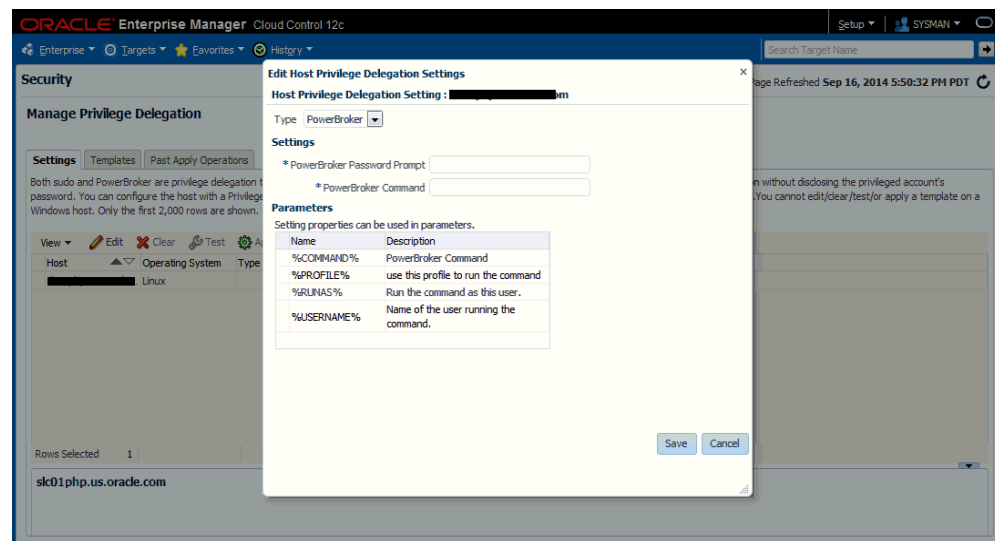 ORACLE Enterprise Manager Cloud Control 12c
Setup SYSMAN
Enterprise Targets Favorites History
Search Target Name
Security
Page Refreshed Sep 16, 2014 5:50:32 PM PDT
Manage Privilege Delegation
Settings Templates Past Apply Operations
Both sudo and PowerBroker are privilege delegation t
n without disclosing the privileged account's
password. You can configure the host with a Privilege
.You cannot edit/clear/test/or apply a template on a
Windows host. Only the first 2,000 rows are shown.
View Edit Clear Test A
Host Operating System Type
Linux
Rows Selected 1
slc01php.us.oracle.com
Edit Host Privilege Delegation Settings
Host Privilege Delegation Setting : om
Type PowerBroker
Settings
* PowerBroker Password Prompt
* PowerBroker Command
Parameters
Setting properties can be used in parameters.
Name Description
%COMMAND% PowerBroker Command
%PROFILE% use this profile to run the command
%RUNAS% Run the command as this user.
%USERNAME% Name of the user running the
command.
Save Cancel